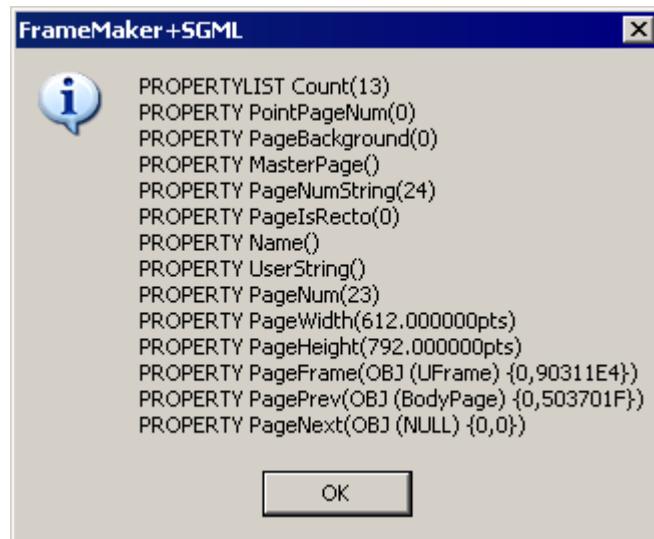 FrameMaker+SGML
PROPERTYLIST Count(13)
PROPERTY PointPageNum(0)
PROPERTY PageBackground(0)
PROPERTY MasterPage()
PROPERTY PageNumString(24)
PROPERTY PageIsRecto(0)
PROPERTY Name()
PROPERTY UserString()
PROPERTY PageNum(23)
PROPERTY PageWidth(612.000000pts)
PROPERTY PageHeight(792.000000pts)
PROPERTY PageFrame(OBJ (UFrame) {0,90311E4})
PROPERTY PagePrev(OBJ (BodyPage) {0,503701F})
PROPERTY PageNext(OBJ (NULL) {0,0})
OK